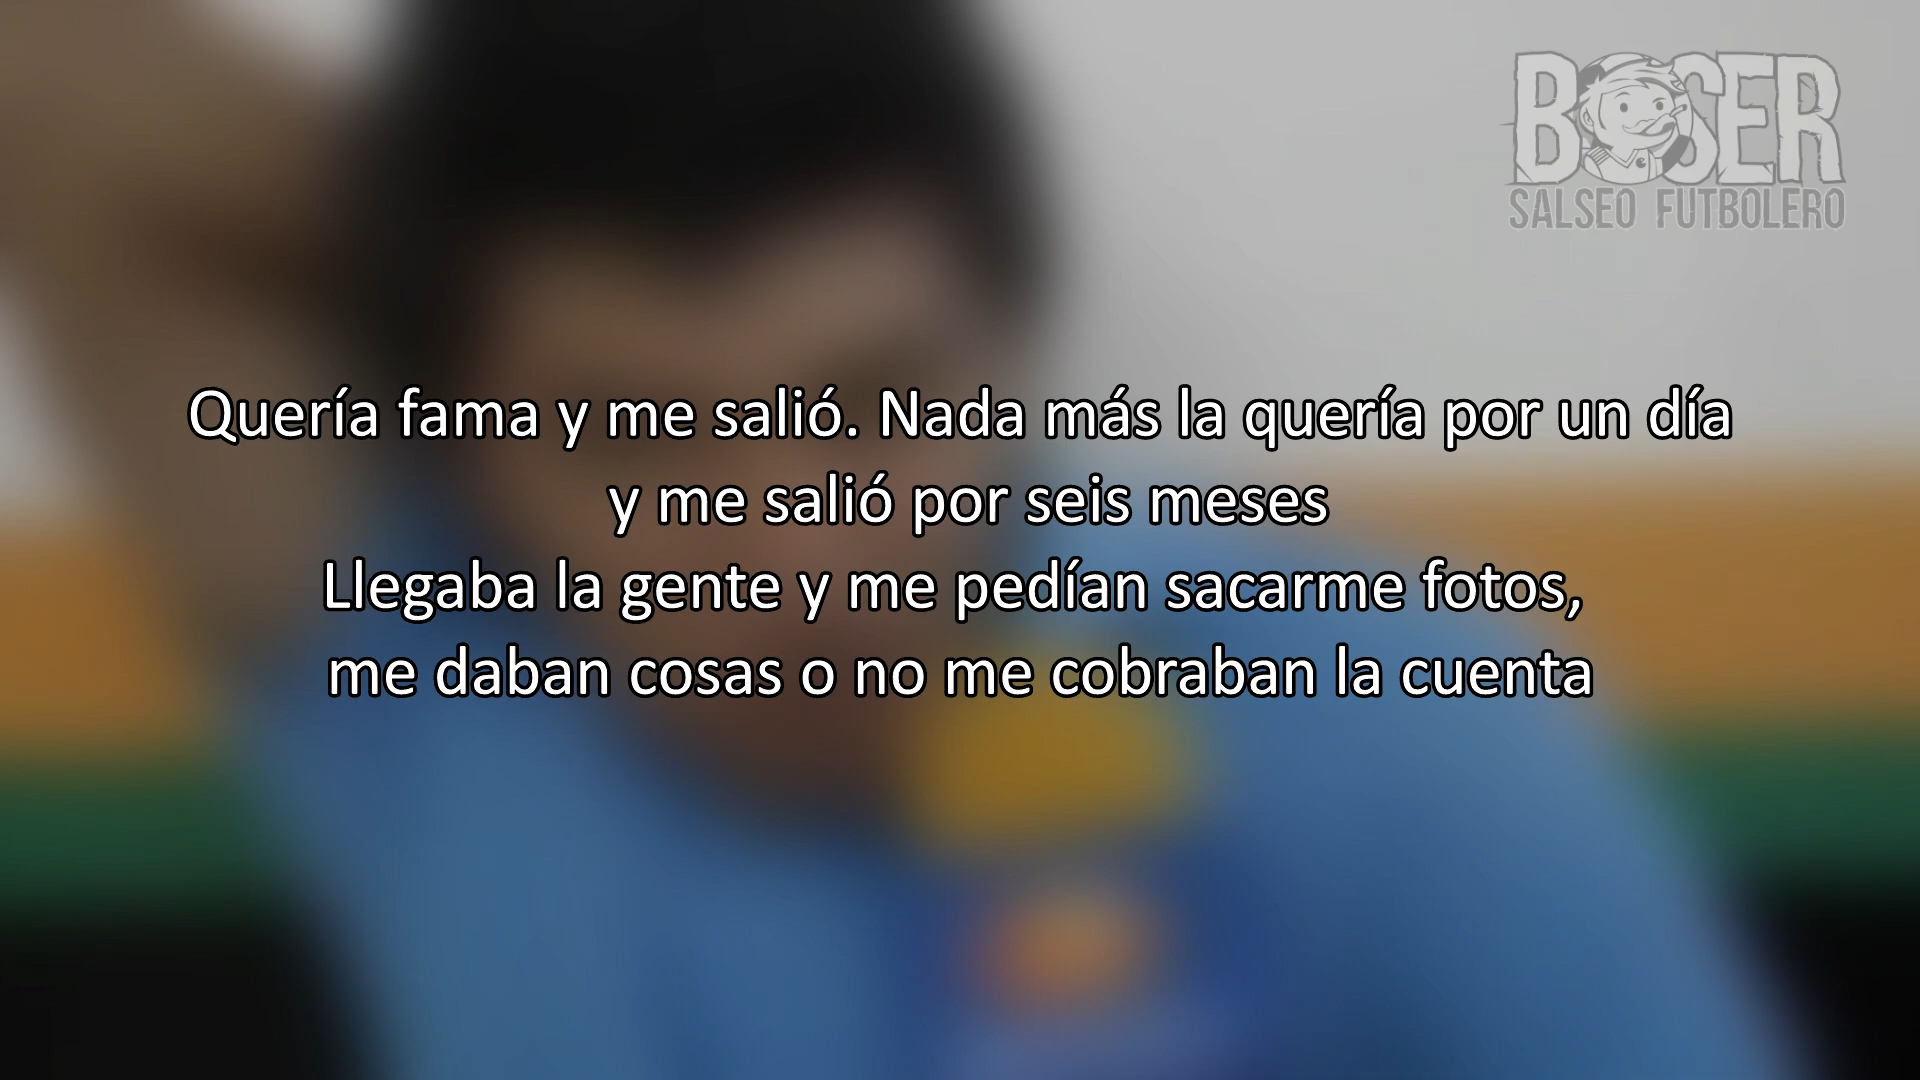 BOSER
SALSEO FUTBOLERO
Quería fama y me salió. Nada más la quería por un día
y me salió por seis meses
Llegaba la gente y me pedían sacarme fotos,
me daban cosas o no me cobraban la cuenta